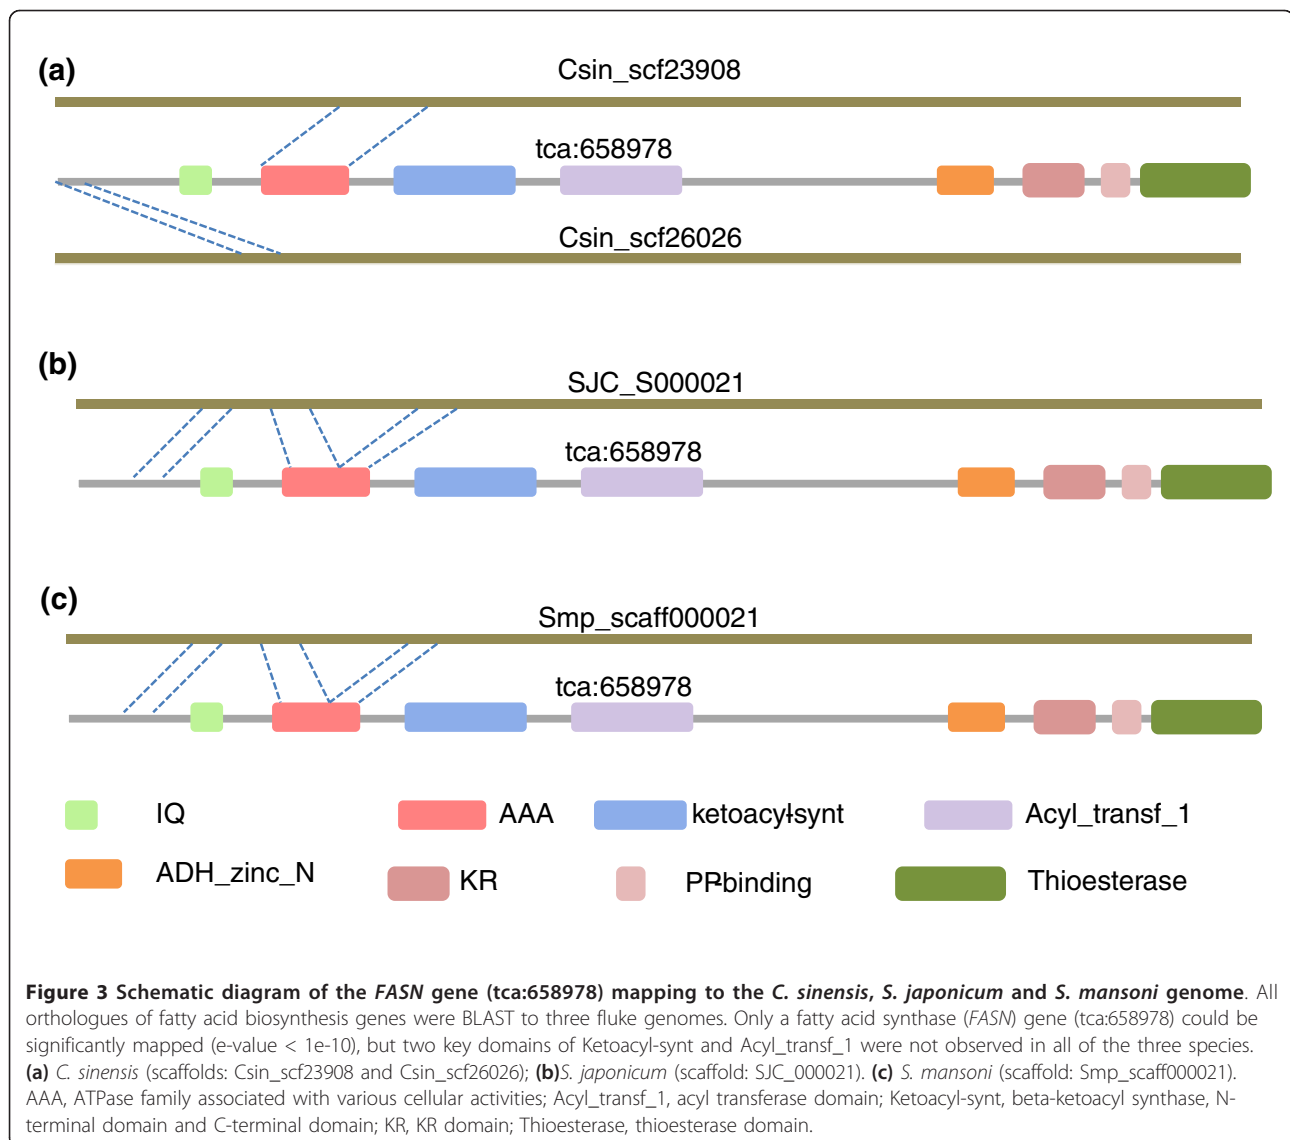 (a)
Csin_scf23908
tca:658978
Csin_scf26026
(b)
SJC_S000021
tca:658978
(c)
Smp_scaff000021
tca:658978
IQ
AAA
ketoacyl-synt
Acyl_transf_1
ADH_zinc_N
KR
PP-binding
Thioesterase
Figure 3 Schematic diagram of the FASN gene (tca:658978) mapping to the C. sinensis, S. japonicum and S. mansoni genome. All
orthologues of fatty acid biosynthesis genes were BLAST to three fluke genomes. Only a fatty acid synthase (FASN) gene (tca:658978) could be
significantly mapped (e-value < 1e-10), but two key domains of Ketoacyl-synt and Acyl_transf_1 were not observed in all of the three species.
(a) C. sinensis (scaffolds: Csin_scf23908 and Csin_scf26026); (b)S. japonicum (scaffold: SJC_000021). (c) S. mansoni (scaffold: Smp_scaff000021).
AAA, ATPase family associated with various cellular activities; Acyl_transf_1, acyl transferase domain; Ketoacyl-synt, beta-ketoacyl synthase, N-
terminal domain and C-terminal domain; KR, KR domain; Thioesterase, thioesterase domain.